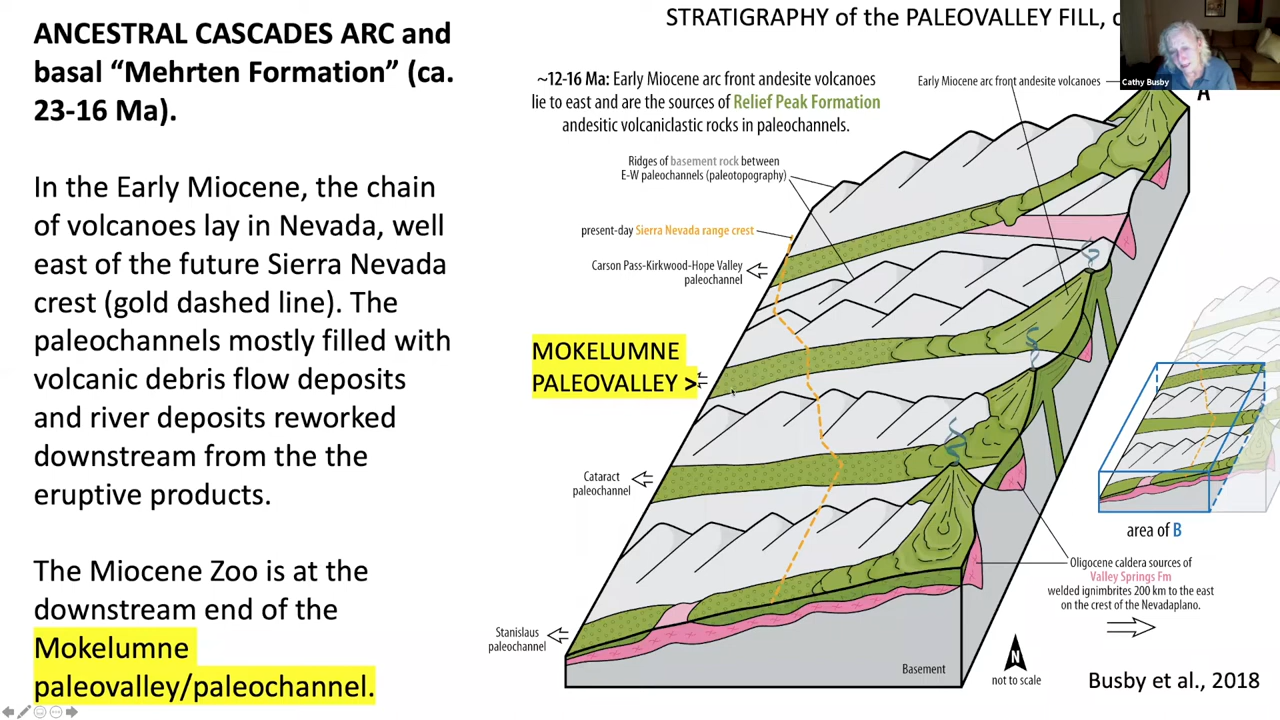 ANCESTRAL CASCADES ARC and
basal “Mehrten Formation” (ca.
23-16 Ma).
In the Early Miocene, the chain
of volcanoes lay in Nevada, well
east of the future Sierra Nevada
crest (gold dashed line). The
paleochannels mostly filled with
volcanic debris flow deposits
and river deposits reworked
downstream from the the
eruptive products.
The Miocene Zoo is at the
downstream end of the
Mokelumne
paleovalley/paleochannel.
STRATIGRAPHY of the PALEOVALLEY FILL,
Cathy Busby
~12-16 Ma: Early Miocene arc front andesite volcanoes
lie to east and are the sources of Relief Peak Formation
andesitic volcaniclastic rocks in paleochannels.
Early Miocene arc front andesite volcanoes
A
Ridges of basement rock between
E-W paleochannels (paleotopography)
present-day Sierra Nevada range crest
Carson Pass-Kirkwood-Hope Valley
paleochannel
MOKELUMNE
PALEOVALLEY >
Cataract
paleochannel
Stanislaus
paleochannel
area of B
Oligocene caldera sources of
Valley Springs Fm
welded ignimbrites 200 km to the east
on the crest of the Nevadaplano.
Basement
N
not to scale
Busby et al., 2018